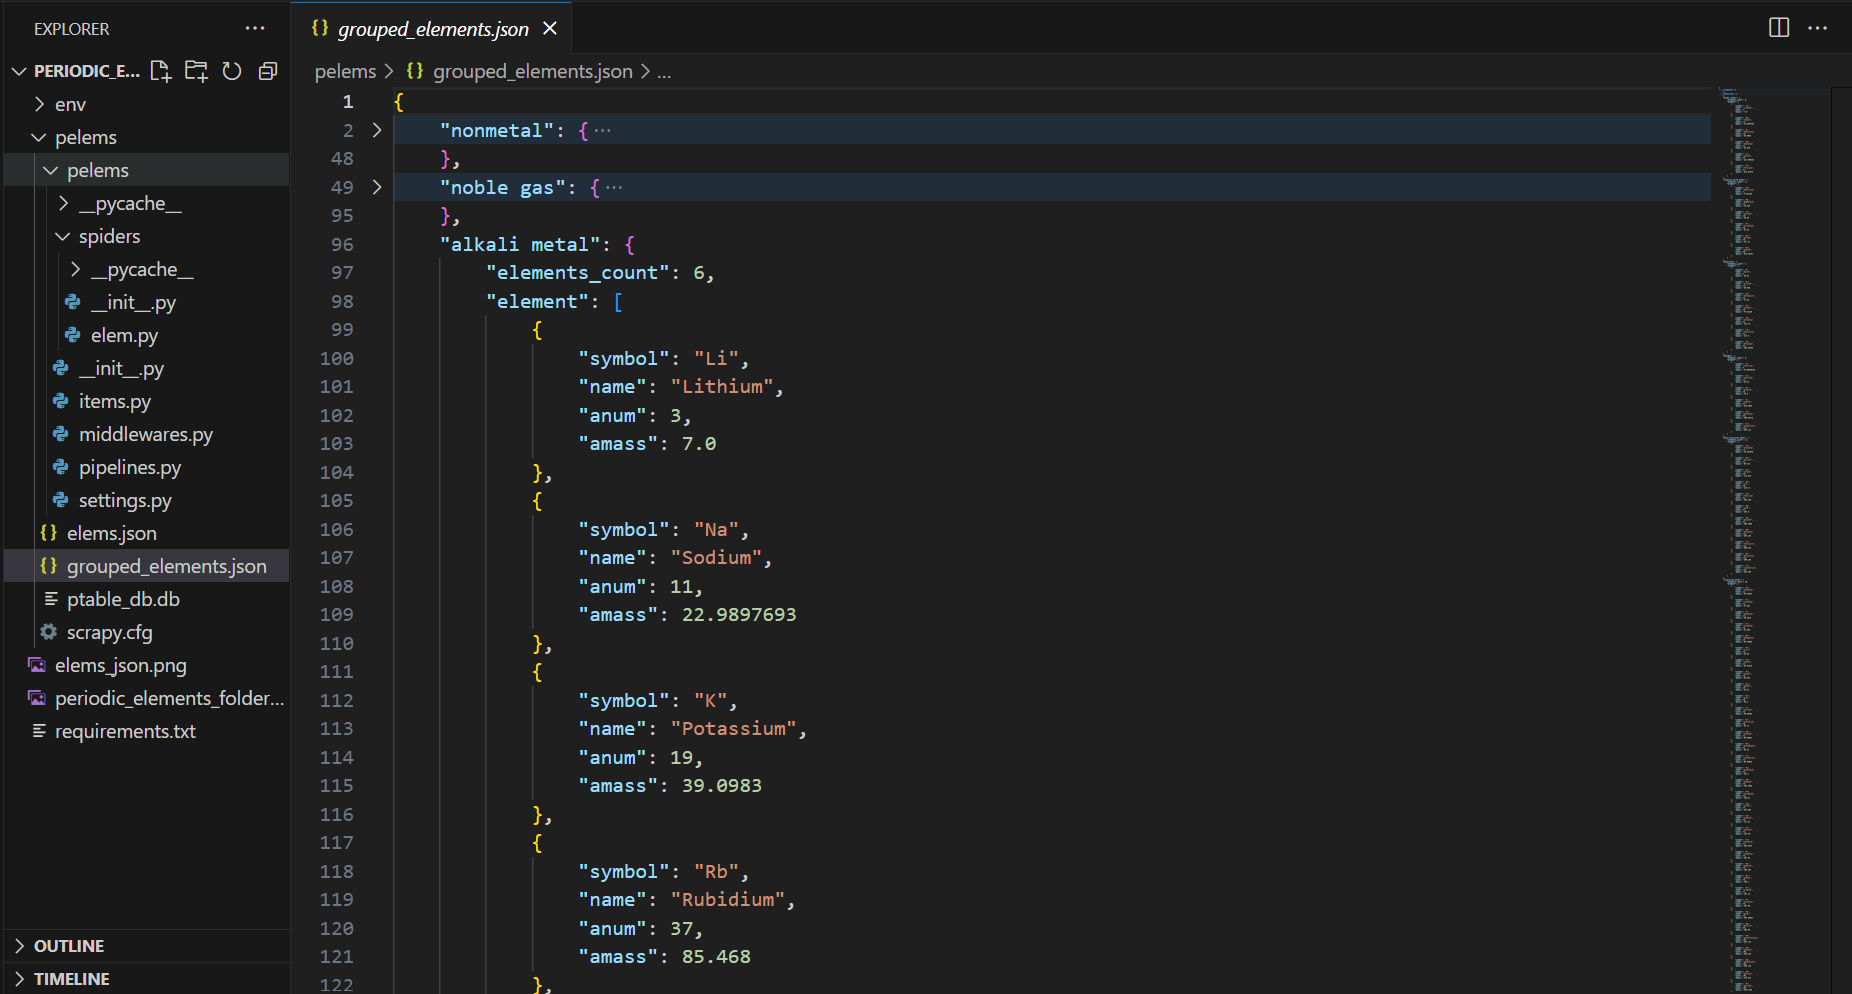 EXPLORER
PERIODIC_E...
env
pelems
pelems
__pycache__
spiders
__pycache__
__init__.py
elem.py
__init__.py
items.py
middlewares.py
pipelines.py
settings.py
elems.json
grouped_elements.json
ptable_db.db
scrapy.cfg
elems_json.png
periodic_elements_folder...
requirements.txt
OUTLINE
TIMELINE
{} grouped_elements.json
pelems > {} grouped_elements.json > ...
1 {
2 "nonmetal": { ...
48 },
49 "noble gas": { ...
95 },
96 "alkali metal": {
97 "elements_count": 6,
98 "element": [
99 {
100 "symbol": "Li",
101 "name": "Lithium",
102 "anum": 3,
103 "amass": 7.0
104 },
105 {
106 "symbol": "Na",
107 "name": "Sodium",
108 "anum": 11,
109 "amass": 22.9897693
110 },
111 {
112 "symbol": "K",
113 "name": "Potassium",
114 "anum": 19,
115 "amass": 39.0983
116 },
117 {
118 "symbol": "Rb",
119 "name": "Rubidium",
120 "anum": 37,
121 "amass": 85.468
122 },